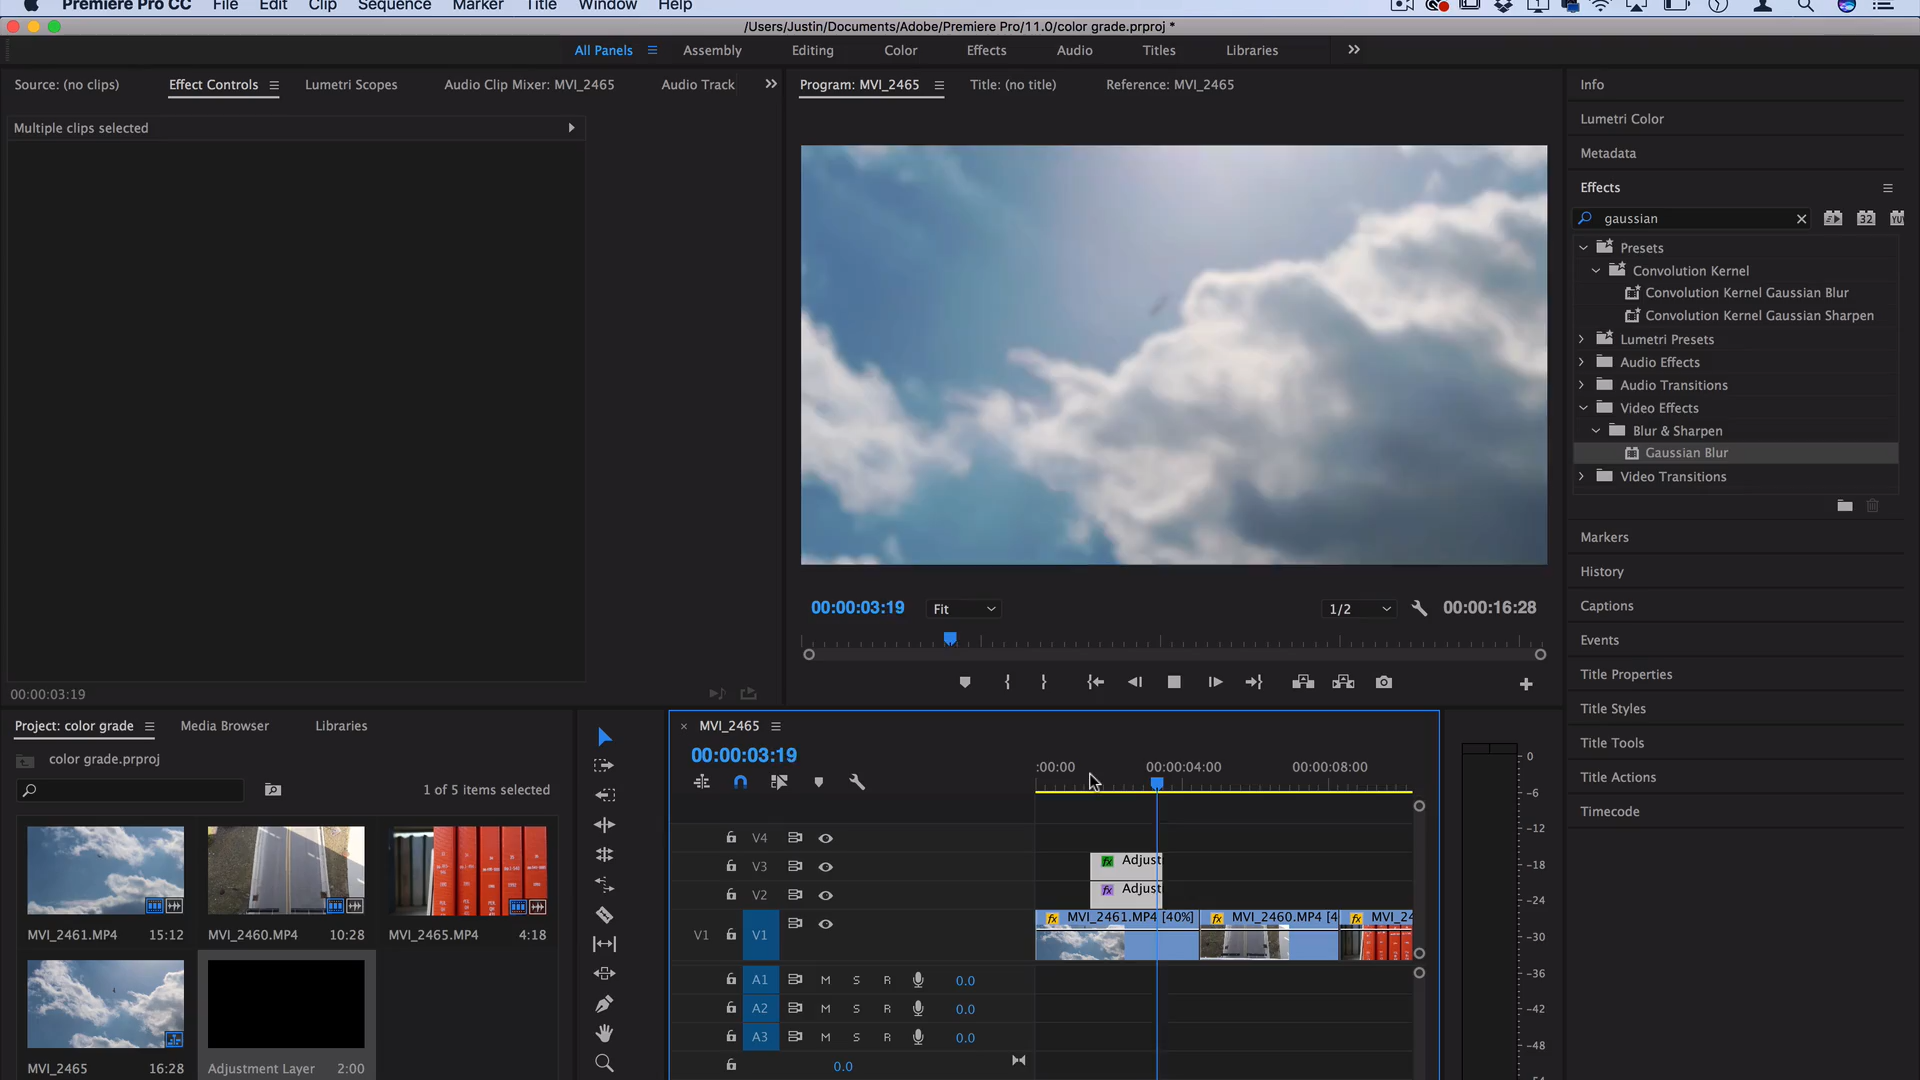 Premiere Pro CC File Edit Clip Sequence Marker Title Window Help
/Users/Justin/Documents/Adobe/Premiere Pro/11.0/color grade.prproj *
All Panels Assembly Editing Color Effects Audio Titles Libraries
Source: (no clips) Effect Controls Lumetri Scopes Audio Clip Mixer: MVI_2465 Audio Track
Program: MVI_2465 Title: (no title) Reference: MVI_2465
Multiple clips selected
00:00:03:19 Fit 1/2 00:00:16:28
00:00:03:19
Info
Lumetri Color
Metadata
Effects
gaussian 32 YU
Presets
Convolution Kernel
Convolution Kernel Gaussian Blur
Convolution Kernel Gaussian Sharpen
Lumetri Presets
Audio Effects
Audio Transitions
Video Effects
Blur & Sharpen
Gaussian Blur
Video Transitions
Markers
History
Captions
Events
Title Properties
Title Styles
Title Tools
Title Actions
Timecode
Project: color grade Media Browser Libraries
color grade.prproj
1 of 5 items selected
MVI_2461.MP4 15:12 MVI_2460.MP4 10:28 MVI_2465.MP4 4:18
MVI_2465 16:28 Adjustment Layer 2:00
MVI_2465
00:00:03:19
:00:00 00:00:04:00 00:00:08:00
V4
V3 fx Adjust
V2 fx Adjust
V1 V1 fx MVI_2461.MP4 [40%] fx MVI_2460.MP4 [4 fx MVI_24
A1 M S R 0.0
A2 M S R 0.0
A3 M S R 0.0
0.0
0
-6
-12
-18
-24
-30
-36
-42
-48